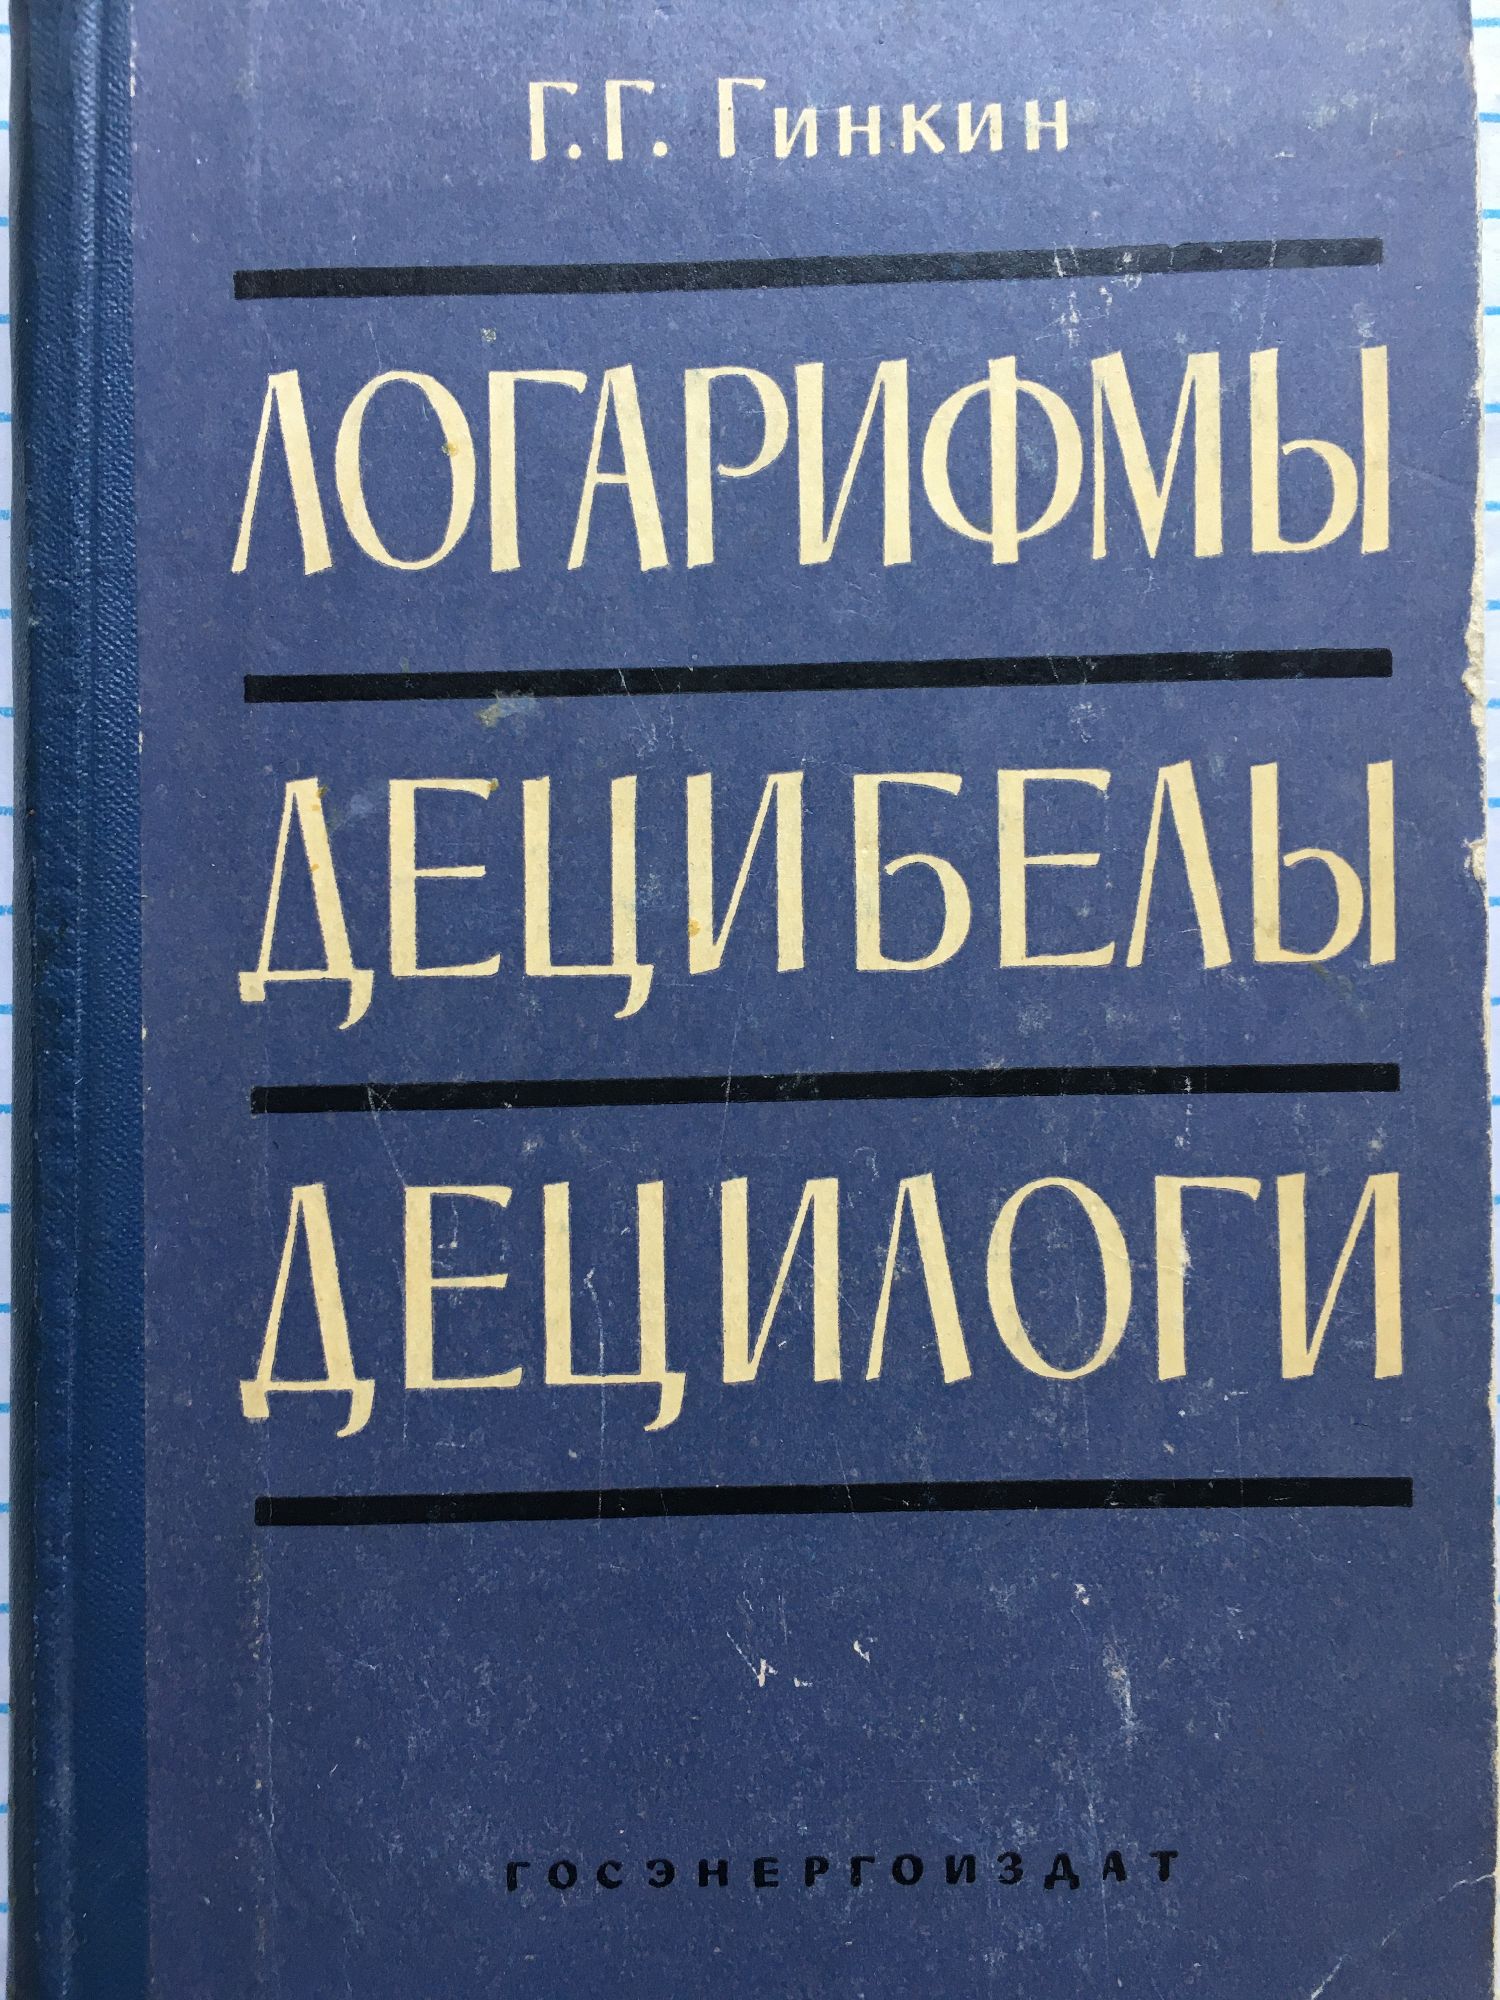 Г.Г. Гинкин
ЛОГАРИФМЫ
ДЕЦИБЕЛЫ
ДЕЦИЛОГИ
ГОСЭНЕРГОИЗДАТ